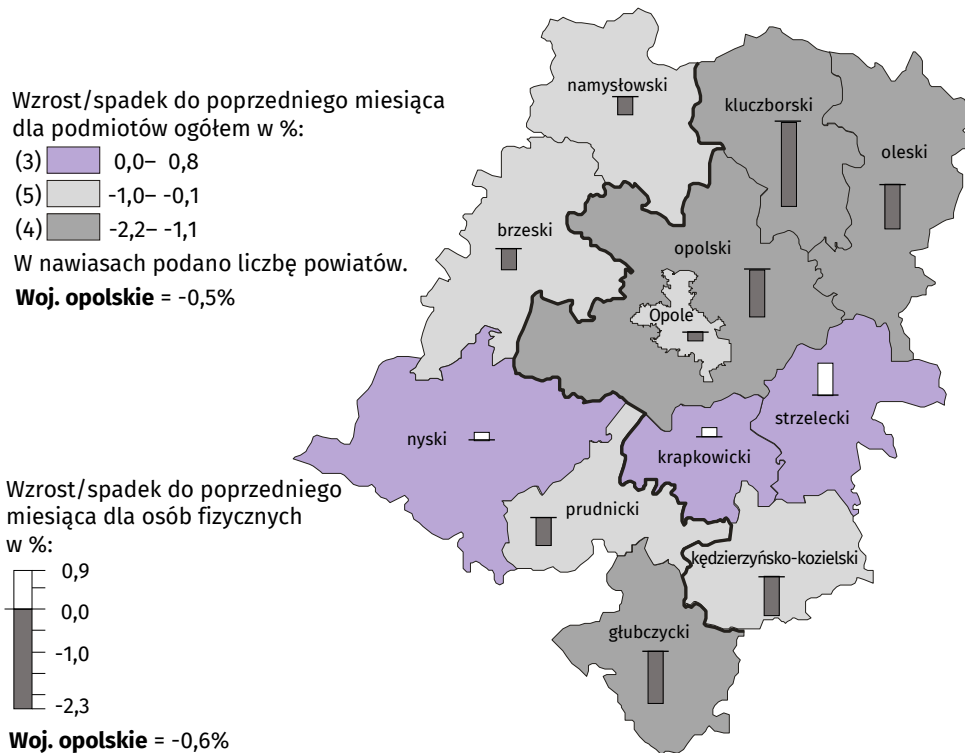 Wzrost/spadek do poprzedniego miesiąca
dla podmiotów ogółem w %:
(3) 0,0– 0,8
(5) -1,0– -0,1
(4) -2,2– -1,1
W nawiasach podano liczbę powiatów.
Woj. opolskie = -0,5%
namysłowski
kluczborski
oleski
brzeski
opolski
Opole
strzelecki
nyski
krapkowicki
prudnicki
kędzierzyńsko-kozielski
głubczycki
Wzrost/spadek do poprzedniego
miesiąca dla osób fizycznych
w %:
0,9
0,0
-1,0
-2,3
Woj. opolskie = -0,6%